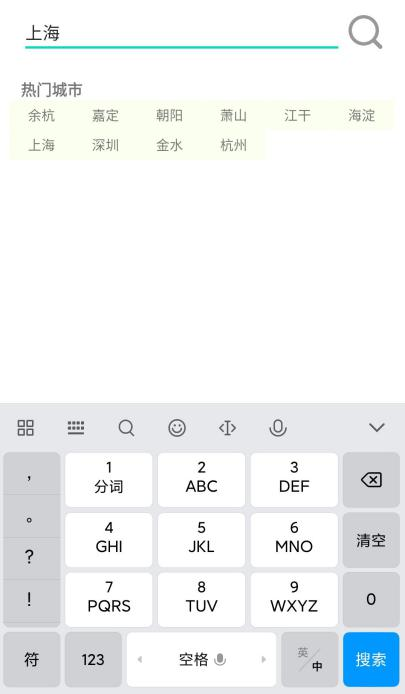 上海
热门城市
余杭 嘉定 朝阳 萧山 江干 海淀
上海 深圳 金水 杭州
, 1 2 3
分词 ABC DEF
。 4 5 6 清空
GHI JKL MNO
?
! 7 8 9 0
PQRS TUV WXYZ
符 123 空格 英/中 搜索